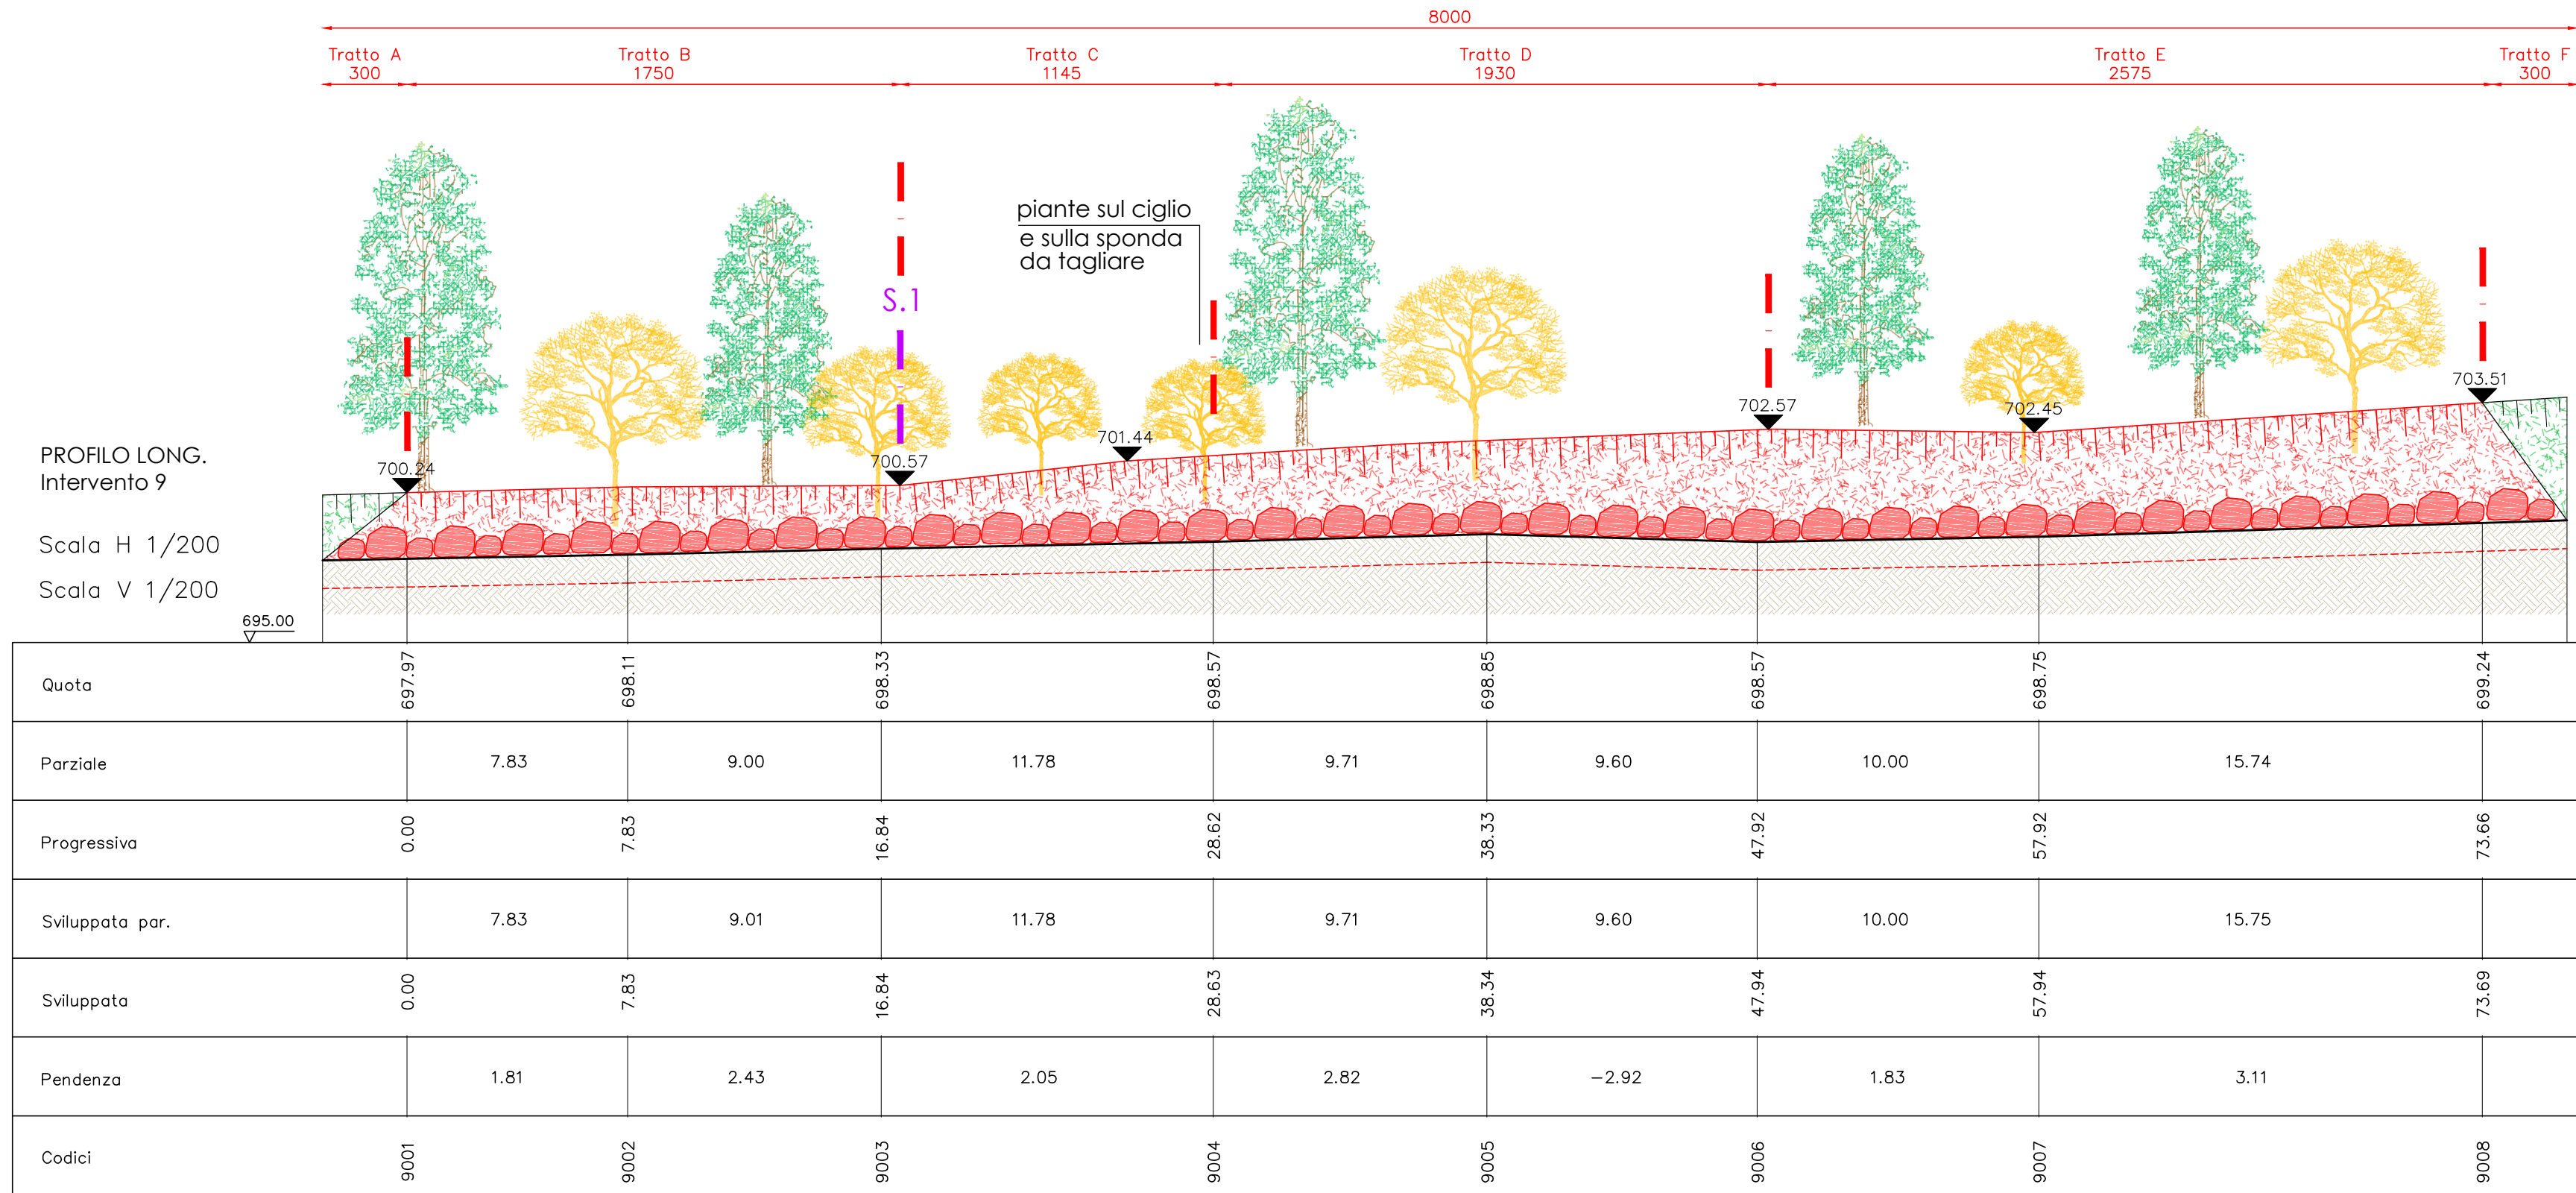 8000
Tratto A Tratto B Tratto C Tratto D Tratto E Tratto F
300 1750 1145 1930 2575 300
piante sul ciglio
e sulla sponda
da tagliare
S.1
703.51
702.57
702.45
701.44
700.24
700.57
PROFILO LONG.
Intervento 9
Scala H 1/200
Scala V 1/200
695.00
Quota 697.97 698.11 698.33 698.57 698.85 698.57 698.75 699.24
Parziale 7.83 9.00 11.78 9.71 9.60 10.00 15.74
Progressiva 0.00 7.83 16.84 28.62 38.33 47.92 57.92 73.66
Sviluppata par. 7.83 9.01 11.78 9.71 9.60 10.00 15.75
Sviluppata 0.00 7.83 16.84 28.63 38.34 47.94 57.94 73.69
Pendenza 1.81 2.43 2.05 2.82 −2.92 1.83 3.11
Codici 9001 9002 9003 9004 9005 9006 9007 9008